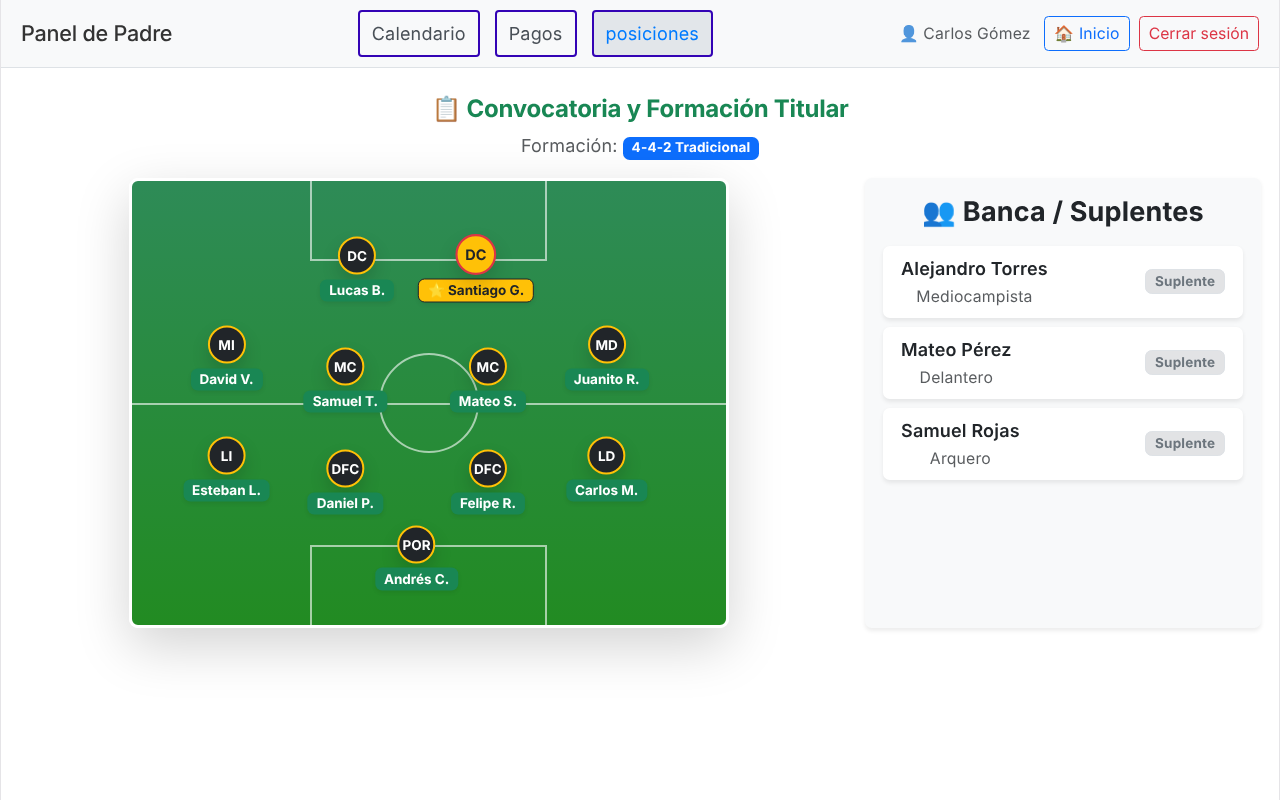 Panel de Padre Calendario Pagos posiciones 👤 Carlos Gómez 🏠 Inicio Cerrar sesión
📋 Convocatoria y Formación Titular
Formación: 4-4-2 Tradicional
DC DC
Lucas B. ⭐ Santiago G.
MI MD
David V. Juanito R.
MC MC
Samuel T. Mateo S.
LI LD
Esteban L. Carlos M.
DFC DFC
Daniel P. Felipe R.
POR
Andrés C.
👥 Banca / Suplentes
Alejandro Torres
Mediocampista
Suplente
Mateo Pérez
Delantero
Suplente
Samuel Rojas
Arquero
Suplente